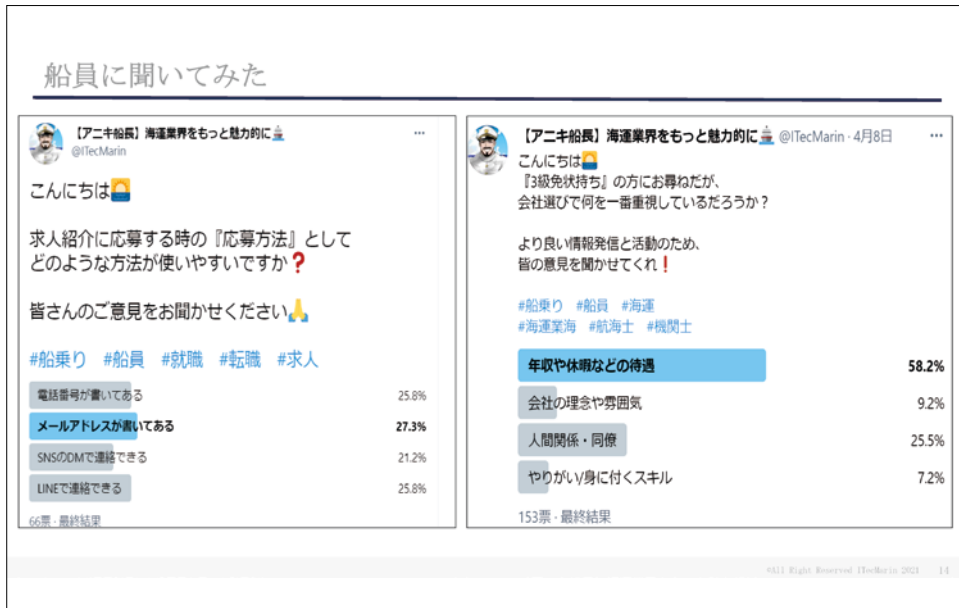 船員に聞いてみた
【アニキ船長】海運業界をもっと魅力的に
@ITecMarin
こんにちは
求人紹介に応募する時の『応募方法』として
どのような方法が使いやすいですか❓
皆さんのご意見をお聞かせください🙏
#船乗り #船員 #就職 #転職 #求人
電話番号が書いてある 25.8%
メールアドレスが書いてある 27.3%
SNSのDMで連絡できる 21.2%
LINEで連絡できる 25.8%
66票・最終結果
【アニキ船長】海運業界をもっと魅力的に @ITecMarin・4月8日
こんにちは
『3級免状持ち』の方にお尋ねだが、
会社選びで何を一番重視しているだろうか？
より良い情報発信と活動のため、
皆の意見を聞かせてくれ❗
#船乗り #船員 #海運
#海運業海 #航海士 #機関士
年収や休暇などの待遇 58.2%
会社の理念や雰囲気 9.2%
人間関係・同僚 25.5%
やりがい/身に付くスキル 7.2%
153票・最終結果
©All Right Reserved ITecMarin 2021 14